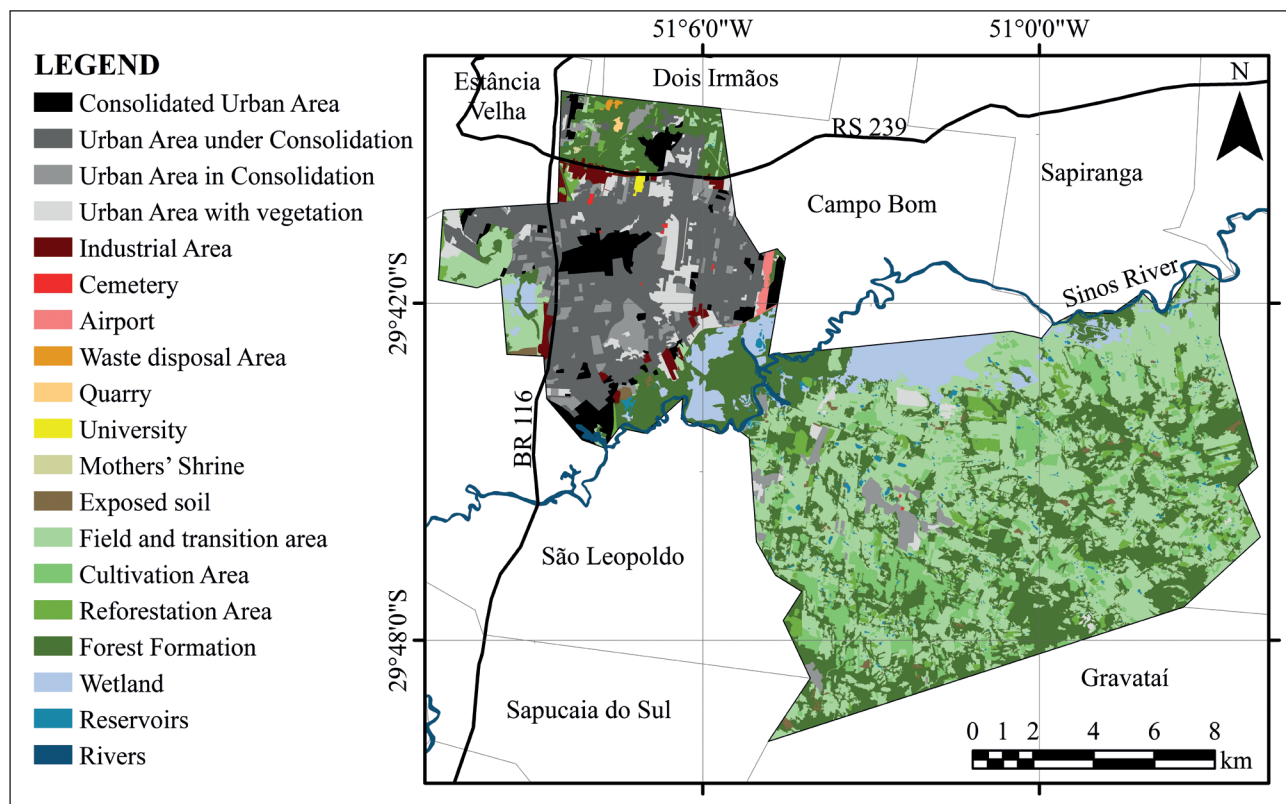 LEGEND
Consolidated Urban Area
Urban Area under Consolidation
Urban Area in Consolidation
Urban Area with vegetation
Industrial Area
Cemetery
Airport
Waste disposal Area
Quarry
University
Mothers' Shrine
Exposed soil
Field and transition area
Cultivation Area
Reforestation Area
Forest Formation
Wetland
Reservoirs
Rivers
51°6'0"W
51°0'0"W
29°42'0"S
29°48'0"S
Estância
Velha
Dois Irmãos
N
RS 239
Sapiranga
Campo Bom
Sinos River
BR 116
São Leopoldo
Sapucaia do Sul
Gravataí
0 1 2 4 6 8
km